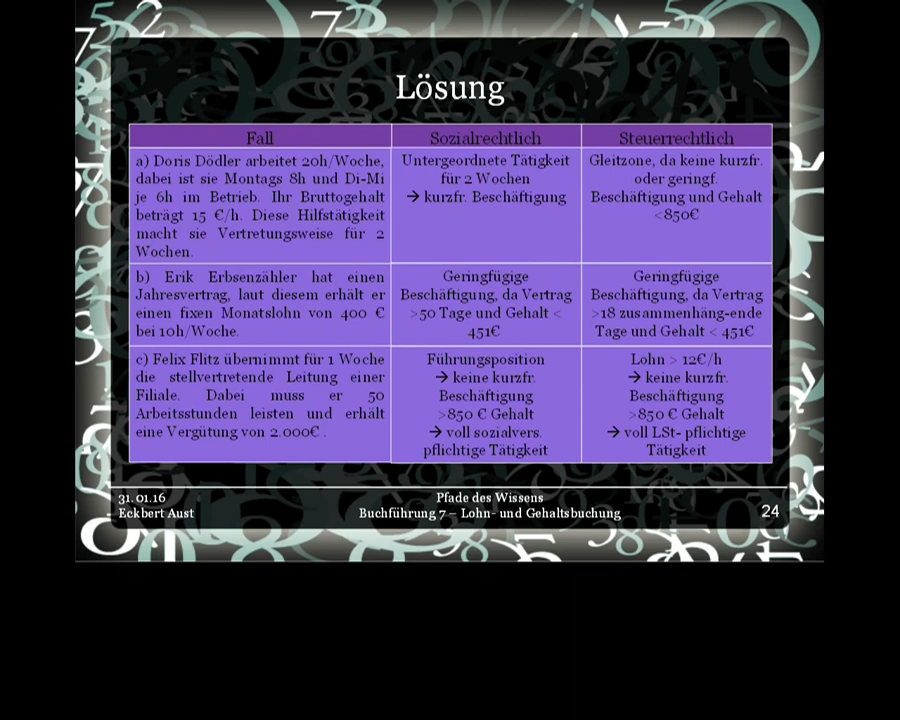 Lösung
Fall
Sozialrechtlich
Steuerrechtlich
a) Doris Dödler arbeitet 20h/Woche,
dabei ist sie Montags 8h und Di-Mi
je 6h im Betrieb. Ihr Bruttogehalt
beträgt 15 €/h. Diese Hilfstätigkeit
macht sie Vertretungsweise für 2
Wochen.
Untergeordnete Tätigkeit
für 2 Wochen
→ kurzfr. Beschäftigung
Gleitzone, da keine kurzfr.
oder geringf.
Beschäftigung und Gehalt
<850€
b) Erik Erbsenzähler hat einen
Jahresvertrag, laut diesem erhält er
einen fixen Monatslohn von 400 €
bei 10h/Woche.
Geringfügige
Beschäftigung, da Vertrag
>50 Tage und Gehalt <
451€
Geringfügige
Beschäftigung, da Vertrag
>18 zusammenhäng-ende
Tage und Gehalt < 451€
c) Felix Flitz übernimmt für 1 Woche
die stellvertretende Leitung einer
Filiale. Dabei muss er 50
Arbeitsstunden leisten und erhält
eine Vergütung von 2.000€ .
Führungsposition
→ keine kurzfr.
Beschäftigung
>850 € Gehalt
→ voll sozialvers.
pflichtige Tätigkeit
Lohn > 12€/h
→ keine kurzfr.
Beschäftigung
>850 € Gehalt
→ voll LSt- pflichtige
Tätigkeit
31.01.16
Eckbert Aust
Pfade des Wissens
Buchführung 7 – Lohn- und Gehaltsbuchung
24